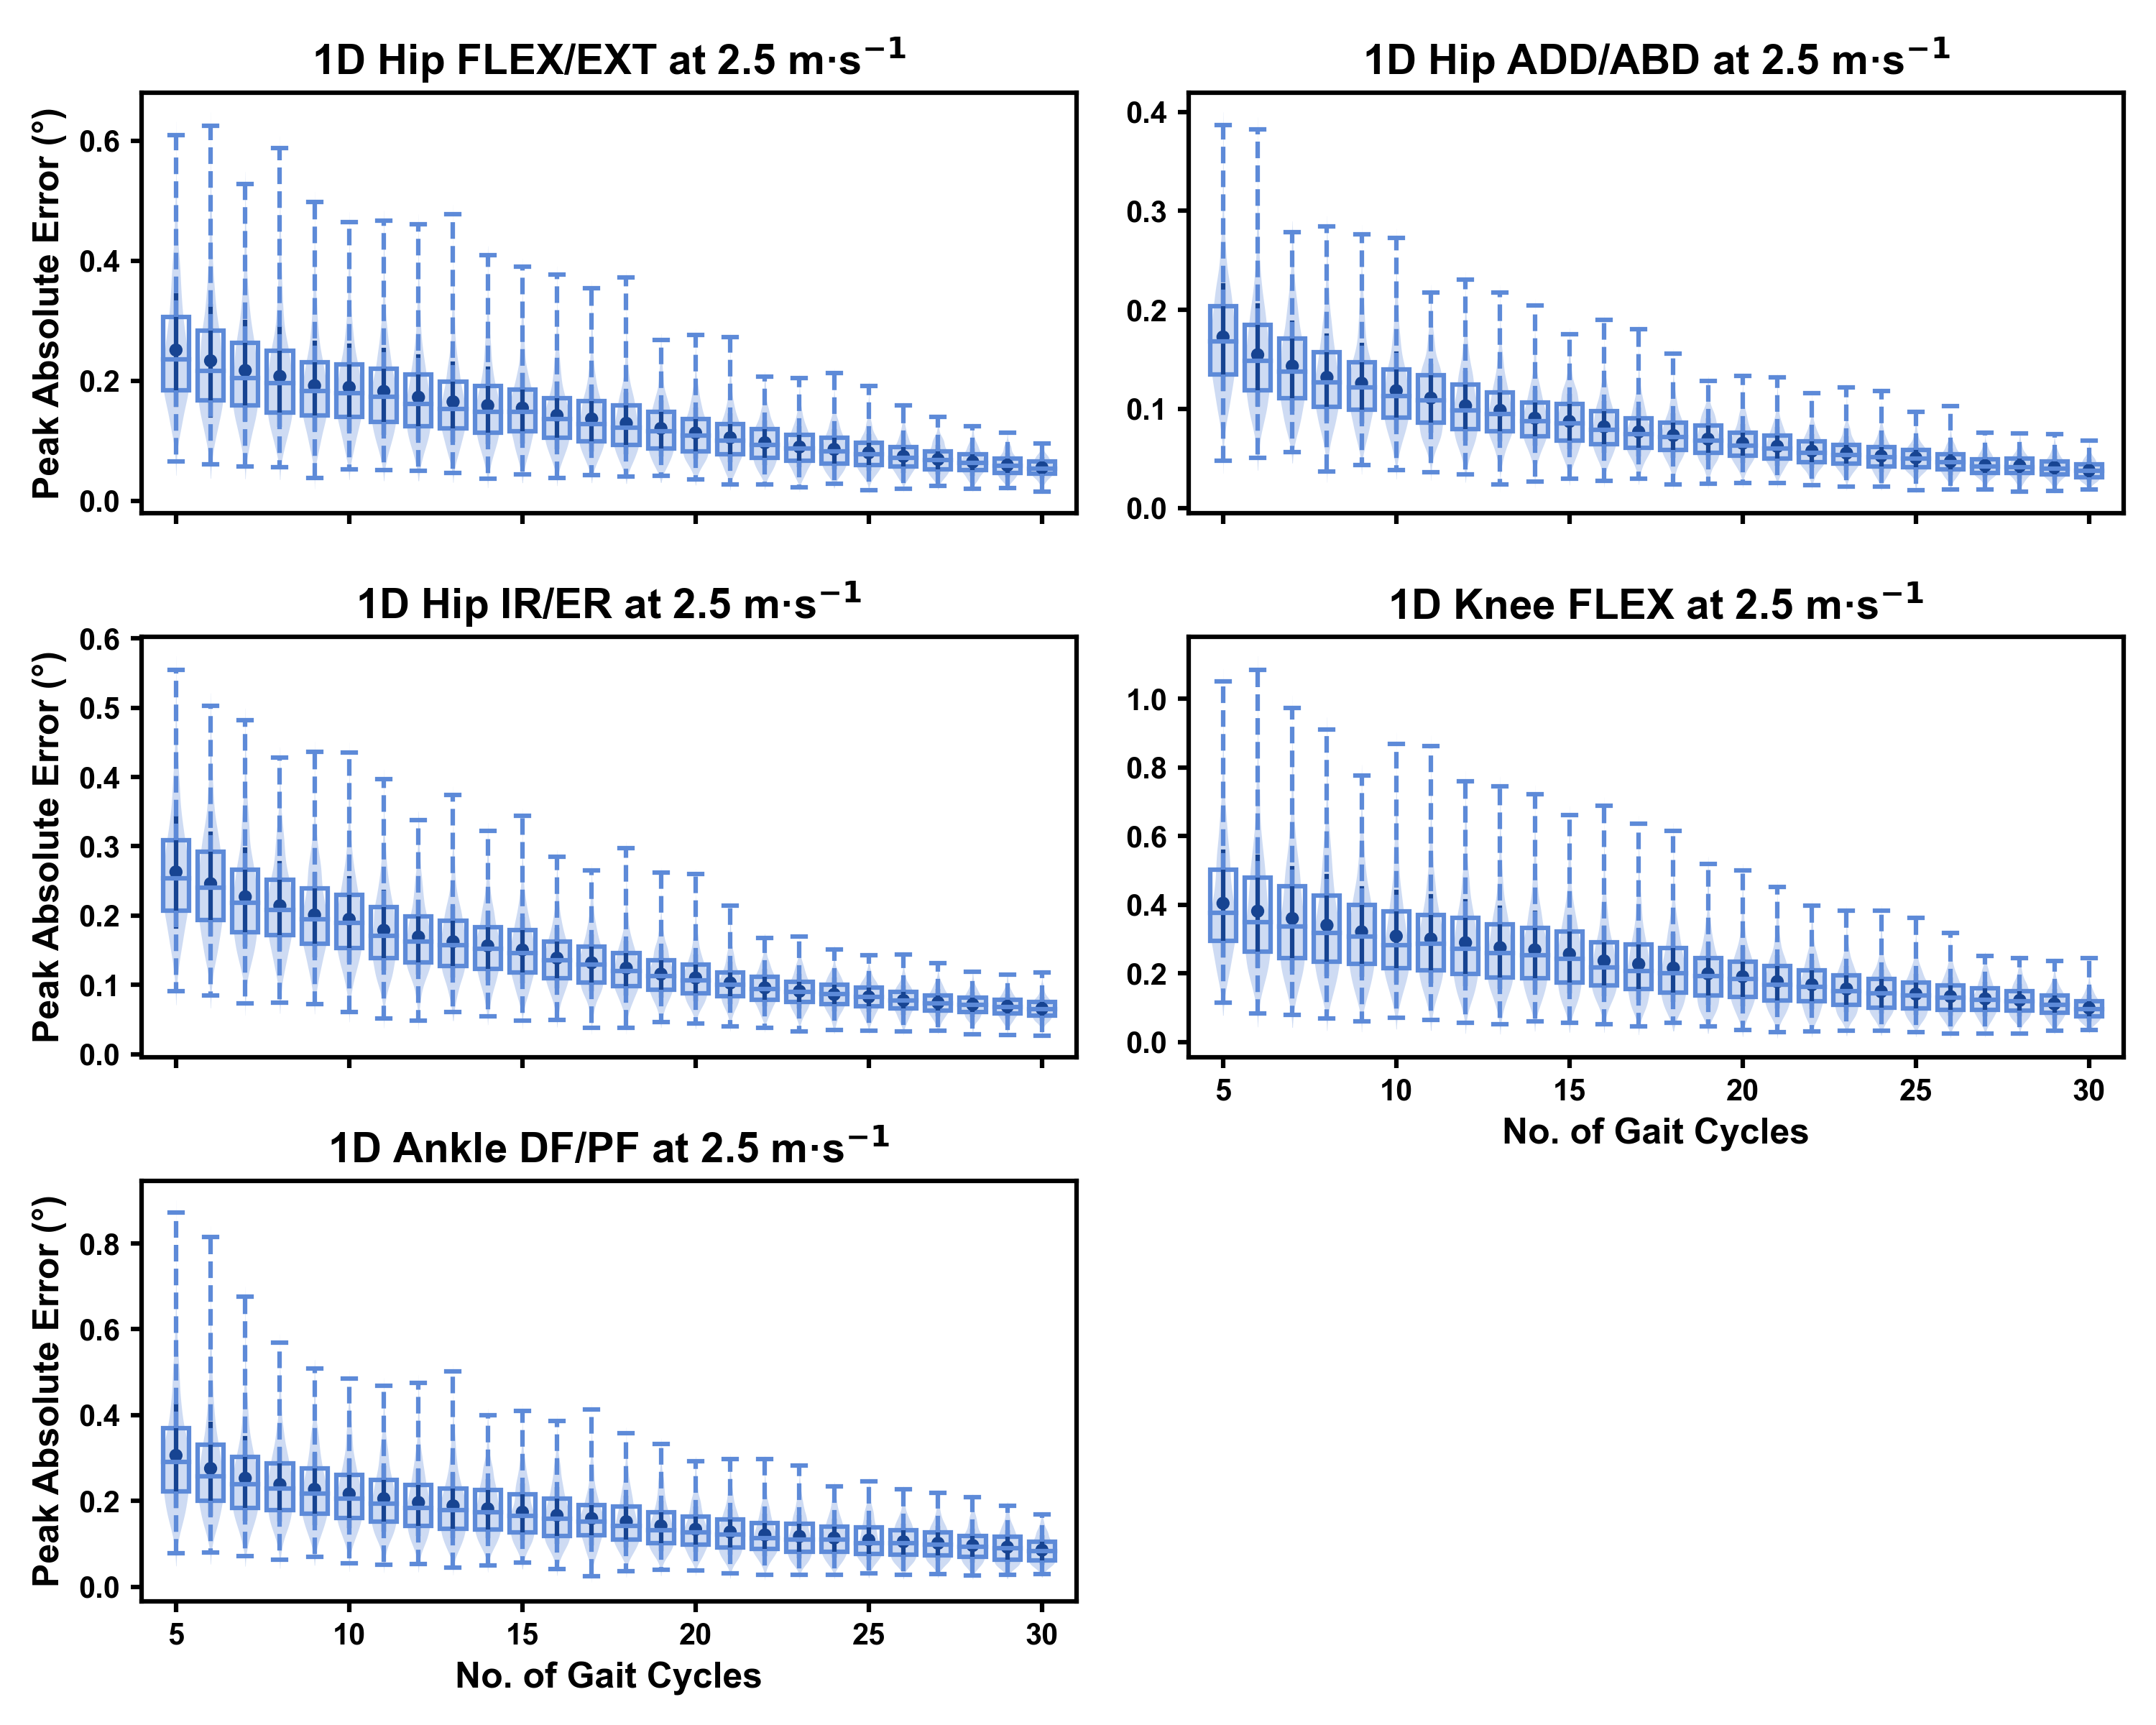 1D Hip FLEX/EXT at 2.5 m·s⁻¹
Peak Absolute Error (°)
0.6
0.4
0.2
0.0
1D Hip ADD/ABD at 2.5 m·s⁻¹
0.4
0.3
0.2
0.1
0.0
1D Hip IR/ER at 2.5 m·s⁻¹
Peak Absolute Error (°)
0.6
0.5
0.4
0.3
0.2
0.1
0.0
1D Knee FLEX at 2.5 m·s⁻¹
1.0
0.8
0.6
0.4
0.2
0.0
5 10 15 20 25 30
No. of Gait Cycles
1D Ankle DF/PF at 2.5 m·s⁻¹
Peak Absolute Error (°)
0.8
0.6
0.4
0.2
0.0
5 10 15 20 25 30
No. of Gait Cycles